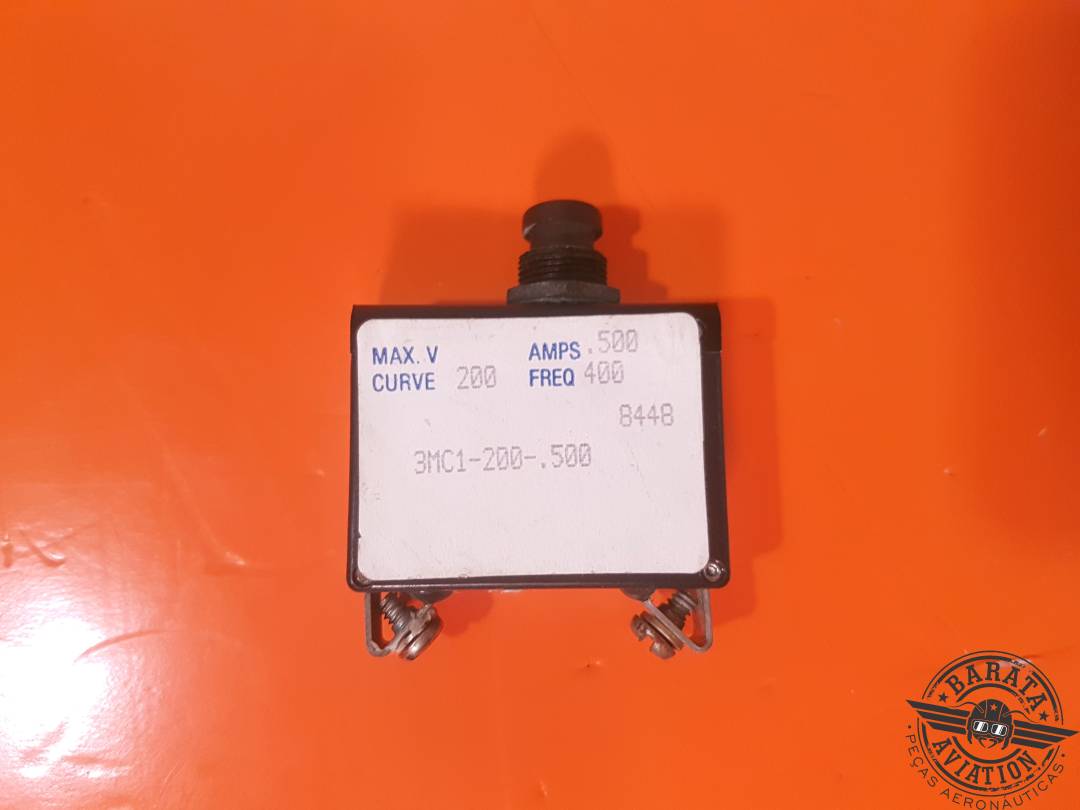 MAX. V AMPS .500
CURVE 200 FREQ 400
8448
3MC1-200-.500
BARATA
AVIATION
PEÇAS AERONÁUTICAS